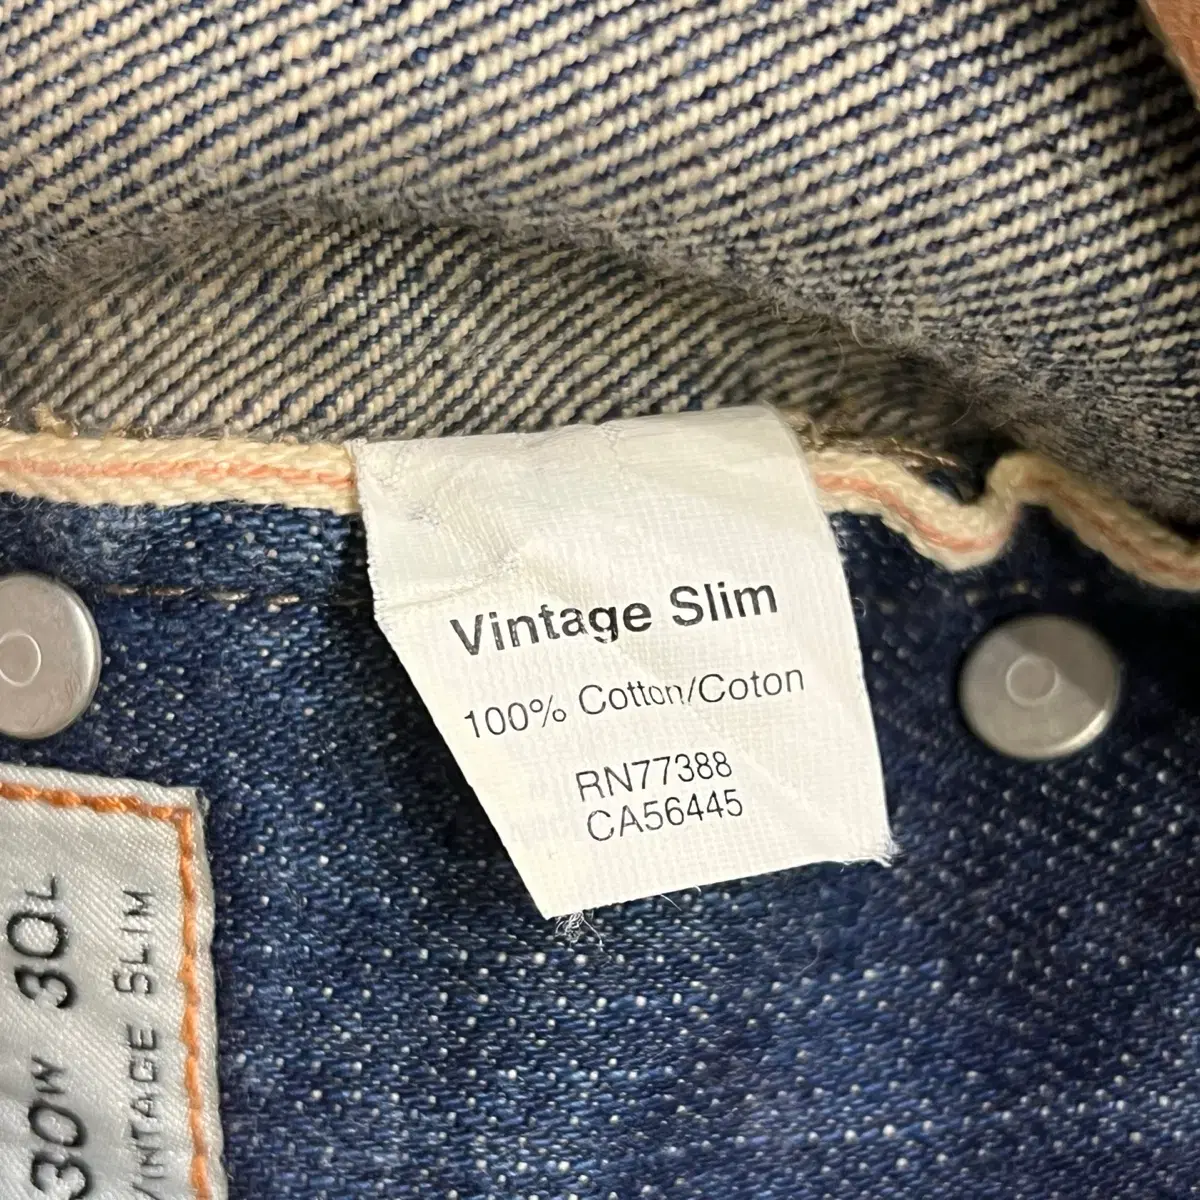 Vintage Slim
100% Cotton/Coton
RN77388
CA56445
30W 30L
VINTAGE SLIM